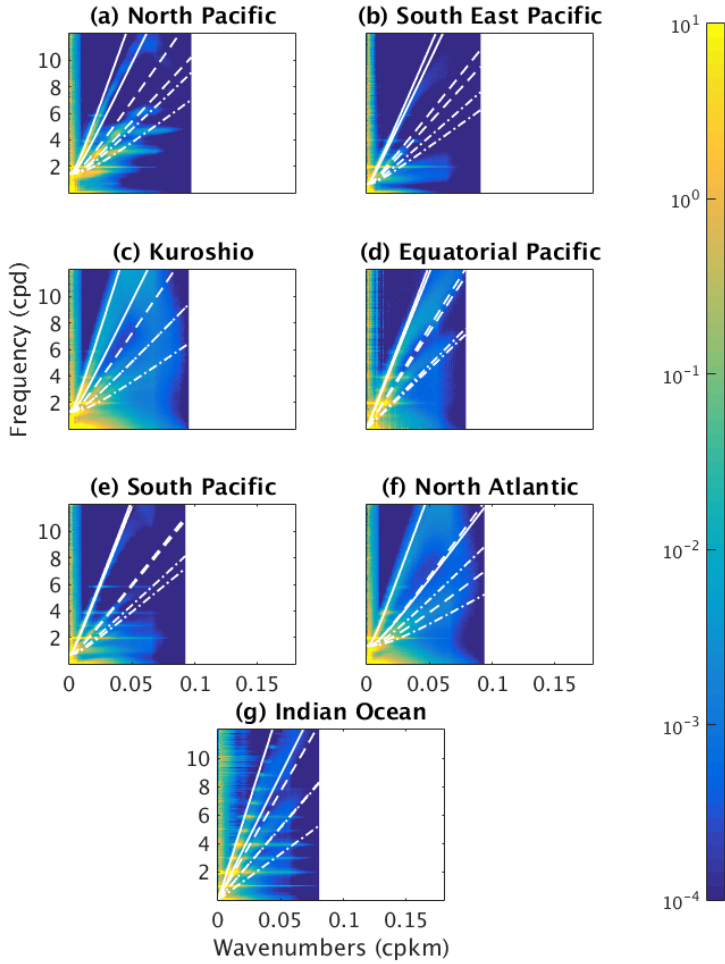 (a) North Pacific
(b) South East Pacific
10
8
6
4
2
(c) Kuroshio
(d) Equatorial Pacific
10
8
6
4
2
Frequency (cpd)
(e) South Pacific
(f) North Atlantic
10
8
6
4
2
0 0.05 0.1 0.15
0 0.05 0.1 0.15
(g) Indian Ocean
10
8
6
4
2
0 0.05 0.1 0.15
Wavenumbers (cpkm)
10^1
10^0
10^-1
10^-2
10^-3
10^-4